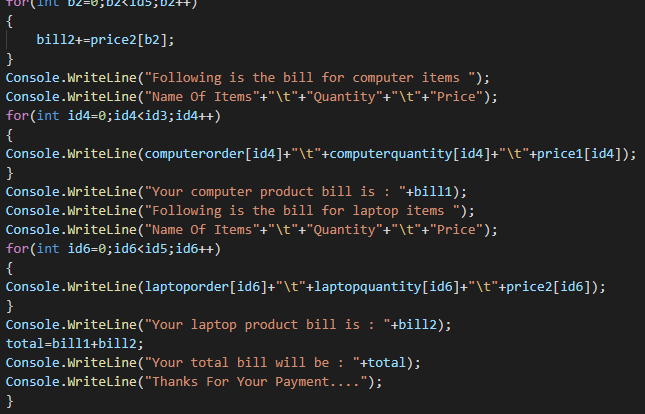 for(int b2=0;b2<id5;b2++)
{
    bill2+=price2[b2];
}
Console.WriteLine("Following is the bill for computer items ");
Console.WriteLine("Name Of Items"+"\t"+"Quantity"+"\t"+"Price");
for(int id4=0;id4<id3;id4++)
{
Console.WriteLine(computerorder[id4]+"\t"+computerquantity[id4]+"\t"+price1[id4]);
}
Console.WriteLine("Your computer product bill is : "+bill1);
Console.WriteLine("Following is the bill for laptop items ");
Console.WriteLine("Name Of Items"+"\t"+"Quantity"+"\t"+"Price");
for(int id6=0;id6<id5;id6++)
{
Console.WriteLine(laptoporder[id6]+"\t"+laptopquantity[id6]+"\t"+price2[id6]);
}
Console.WriteLine("Your laptop product bill is : "+bill2);
total=bill1+bill2;
Console.WriteLine("Your total bill will be : "+total);
Console.WriteLine("Thanks For Your Payment....");
}